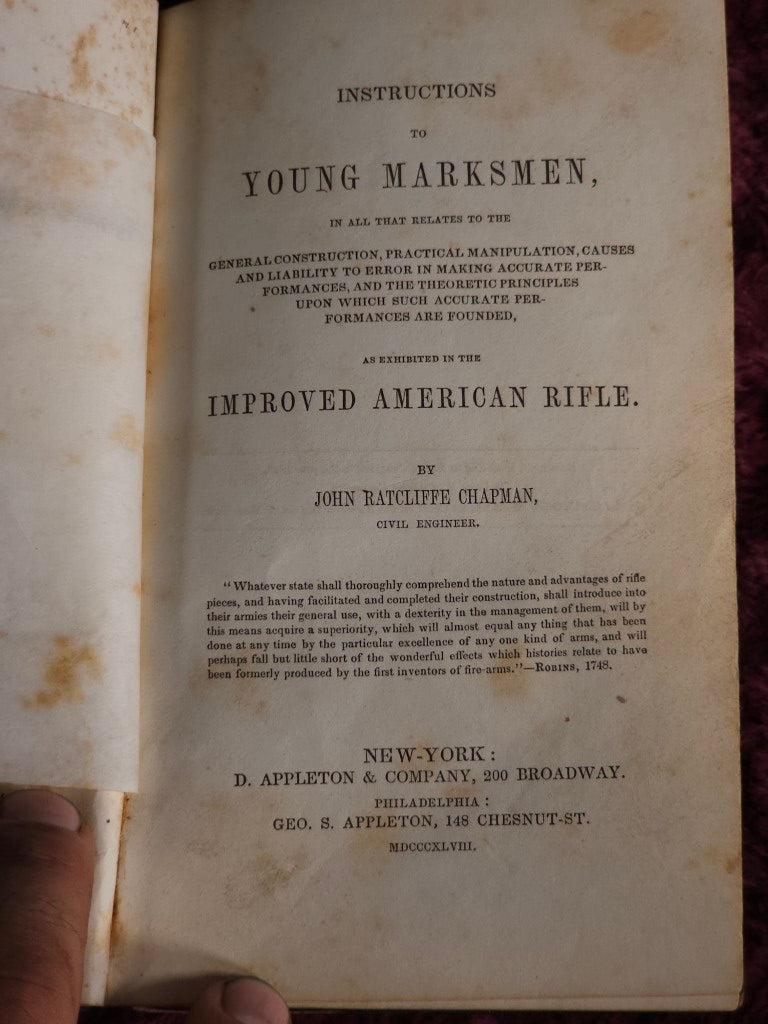 INSTRUCTIONS
TO
YOUNG MARKSMEN,
IN ALL THAT RELATES TO THE
GENERAL CONSTRUCTION, PRACTICAL MANIPULATION, CAUSES
AND LIABILITY TO ERROR IN MAKING ACCURATE PER-
FORMANCES, AND THE THEORETIC PRINCIPLES
UPON WHICH SUCH ACCURATE PER-
FORMANCES ARE FOUNDED,
AS EXHIBITED IN THE
IMPROVED AMERICAN RIFLE.
BY
JOHN RATCLIFFE CHAPMAN,
CIVIL ENGINEER.
“Whatever state shall thoroughly comprehend the nature and advantages of rifle
pieces, and having facilitated and completed their construction, shall introduce into
their armies their general use, with a dexterity in the management of them, will by
this means acquire a superiority, which will almost equal any thing that has been
done at any time by the particular excellence of any one kind of arms, and will
perhaps fall but little short of the wonderful effects which histories relate to have
been formerly produced by the first inventors of fire-arms.”—ROBINS, 1748.
NEW-YORK:
D. APPLETON & COMPANY, 200 BROADWAY.
PHILADELPHIA:
GEO. S. APPLETON, 148 CHESNUT-ST.
MDCCCXLVIII.